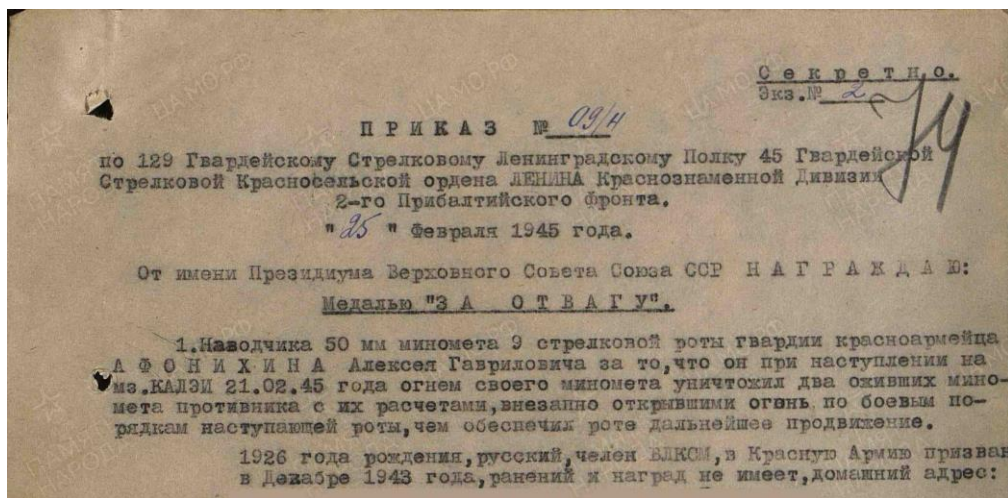 Секретно.
Экз.№ 2
74
ПРИКАЗ № 09/н
по 129 Гвардейскому Стрелковому Ленинградскому Полку 45 Гвардейской
Стрелковой Красносельской ордена ЛЕНИНА Краснознаменной Дивизии
2-го Прибалтийского Фронта.
" 25 " Февраля 1945 года.
От имени Президиума Верховного Совета Союза ССР НАГРАЖДАЮ:
Медалью "ЗА ОТВАГУ".
1.Наводчика 50 мм миномета 9 стрелковой роты гвардии красноармейца
АФОНИХИНА Алексея Гавриловича за то,что он при наступлении на
мз.КАЛЭИ 21.02.45 года огнем своего миномета уничтожил два оживших мино-
мета противника с их расчетами,внезапно открывшими огонь по боевым по-
рядкам наступающей роты,чем обеспечил роте дальнейшее продвижение.
1926 года рождения,русский,член ВЛКСМ,в Красную Армию призван
в Декабре 1943 года,ранений и наград не имеет,домашний адрес: